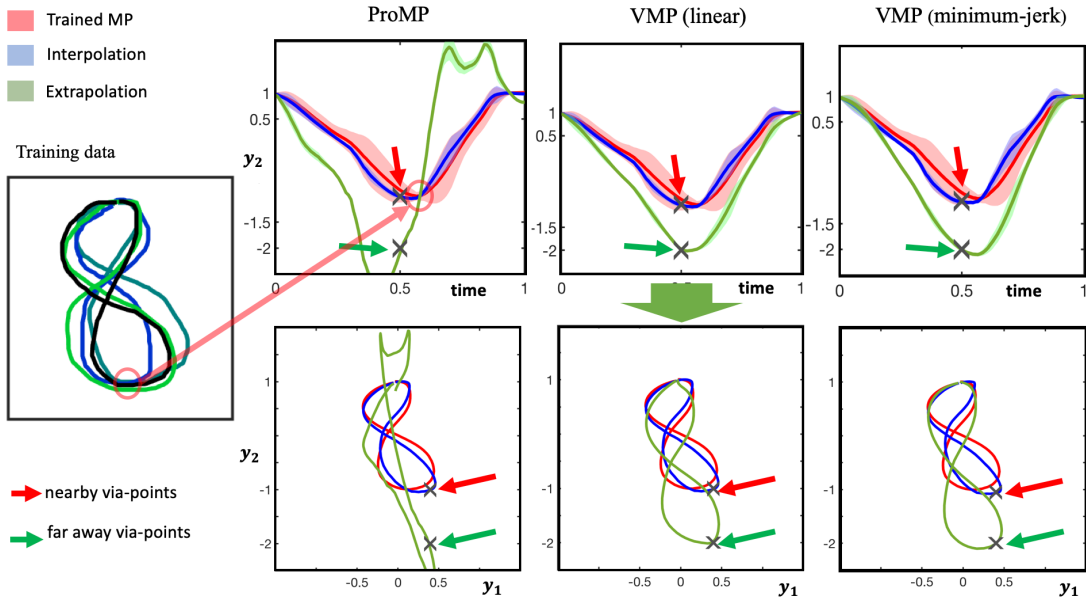 ProMP
VMP (linear)
VMP (minimum-jerk)
Trained MP
Interpolation
Extrapolation
Training data
1
0.5
y₂
-1.5
-2
0
0.5
time
1
1
0.5
-1.5
-2
0
time
1
1
0.5
-1.5
-2
0
0.5
time
1
1
y₂
-1
-2
-0.5
0
0.5
y₁
1
-1
-2
-0.5
0
0.5
y₁
1
-1
-2
-0.5
0
0.5
y₁
nearby via-points
far away via-points